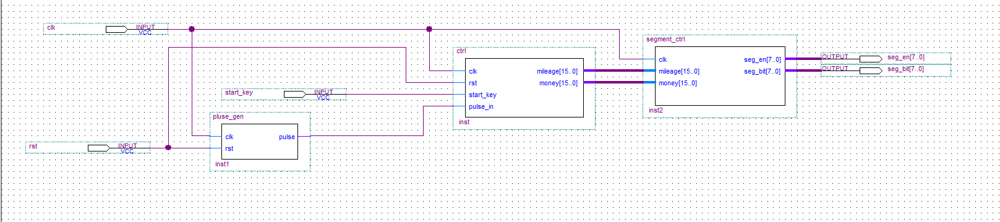 clk INPUT VCC
segment_ctrl
clk seg_en[7..0] OUTPUT seg_en[7..0]
mileage[15..0] seg_bit[7..0] OUTPUT seg_bit[7..0]
money[15..0]
inst2
ctrl
clk mileage[15..0]
rst money[15..0]
start_key
pulse_in
inst
start_key INPUT VCC
pluse_gen
clk pulse
rst
inst1
rst INPUT VCC